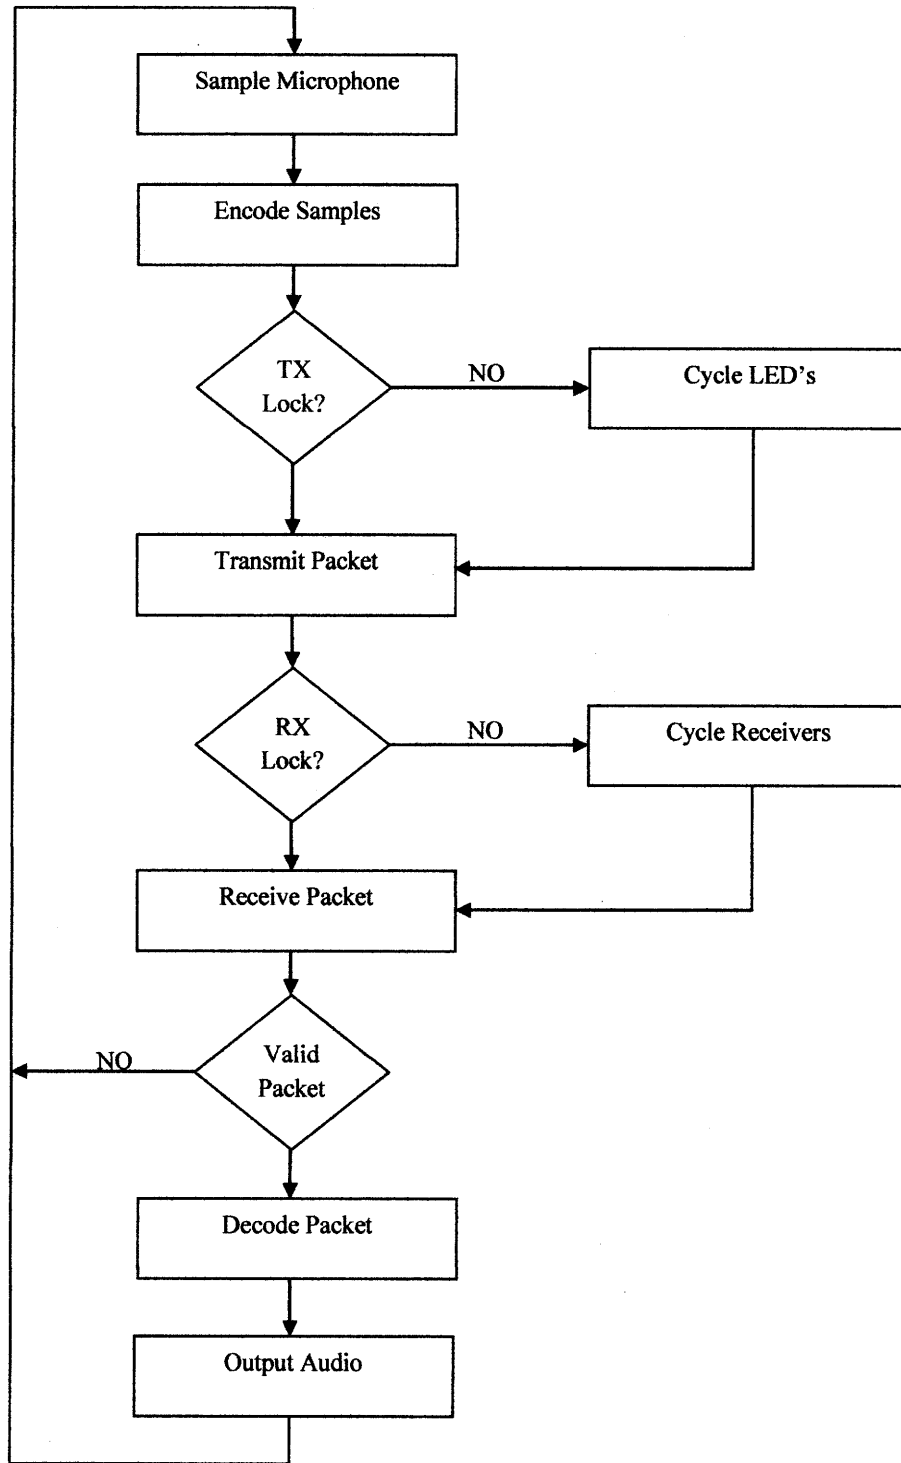 Sample Microphone
Encode Samples
TX
Lock?
NO
Cycle LED's
Transmit Packet
RX
Lock?
NO
Cycle Receivers
Receive Packet
NO
Valid
Packet
Decode Packet
Output Audio